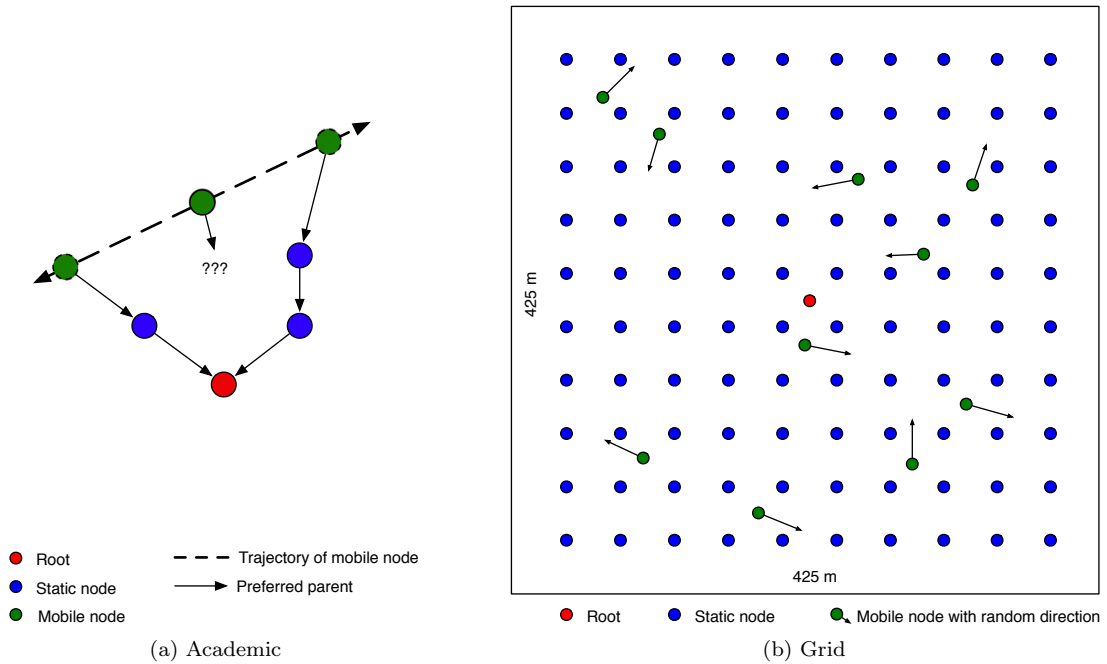 ???
Root
Static node
Mobile node
Trajectory of mobile node
Preferred parent
(a) Academic
425 m
425 m
Root
Static node
Mobile node with random direction
(b) Grid